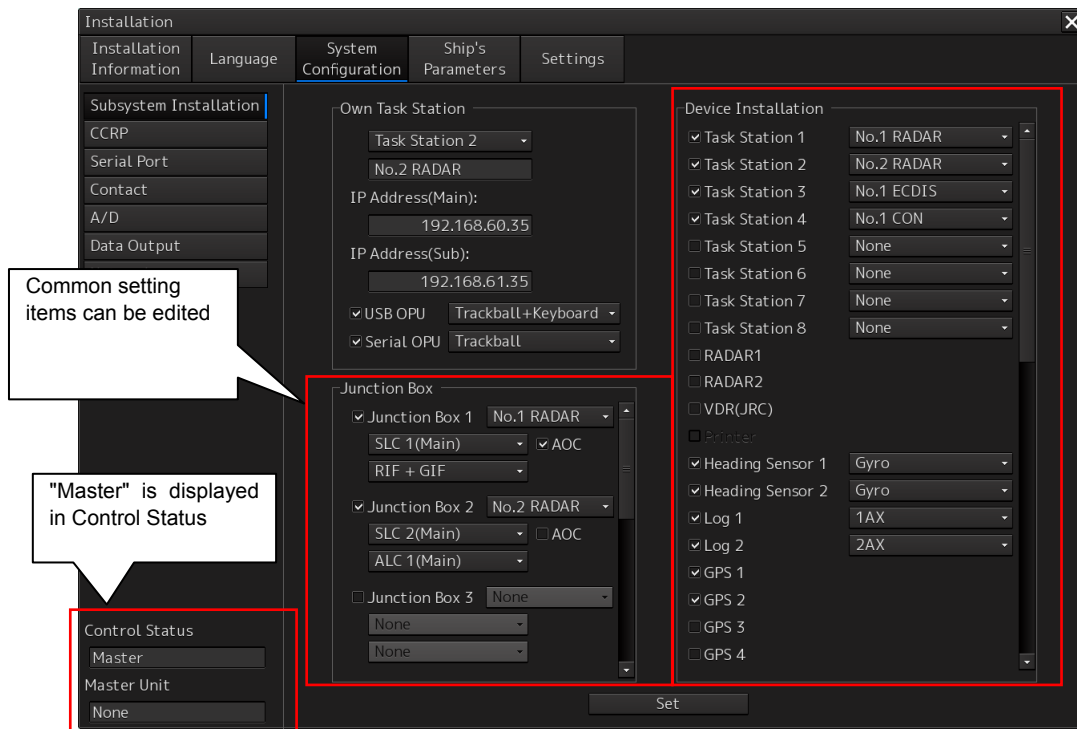 Installation
Installation Information
Language
System Configuration
Ship's Parameters
Settings
Subsystem Installation
CCRP
Serial Port
Contact
A/D
Data Output
Common setting
items can be edited
"Master" is displayed
in Control Status
Control Status
Master
Master Unit
None
Own Task Station
Task Station 2
No.2 RADAR
IP Address(Main):
192.168.60.35
IP Address(Sub):
192.168.61.35
USB OPU Trackball+Keyboard
Serial OPU Trackball
Junction Box
Junction Box 1 No.1 RADAR
SLC 1(Main) AOC
RIF + GIF
Junction Box 2 No.2 RADAR
SLC 2(Main) AOC
ALC 1(Main)
Junction Box 3 None
None
None
Device Installation
Task Station 1 No.1 RADAR
Task Station 2 No.2 RADAR
Task Station 3 No.1 ECDIS
Task Station 4 No.1 CON
Task Station 5 None
Task Station 6 None
Task Station 7 None
Task Station 8 None
RADAR1
RADAR2
VDR(JRC)
Printer
Heading Sensor 1 Gyro
Heading Sensor 2 Gyro
Log 1 1AX
Log 2 2AX
GPS 1
GPS 2
GPS 3
GPS 4
Set